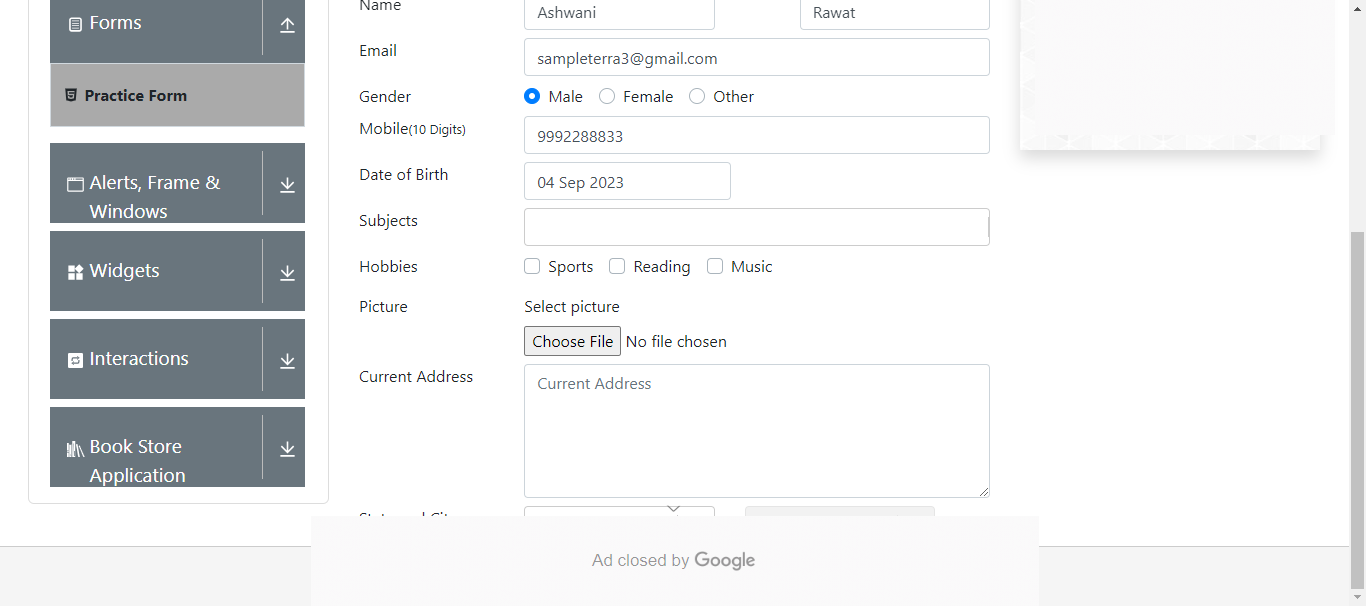 Forms
Practice Form
Alerts, Frame &
Windows
Widgets
Interactions
Book Store
Application
Name Ashwani Rawat
Email sampleterra3@gmail.com
Gender Male Female Other
Mobile(10 Digits) 9992288833
Date of Birth 04 Sep 2023
Subjects
Hobbies Sports Reading Music
Picture Select picture
Choose File No file chosen
Current Address Current Address
Ad closed by Google